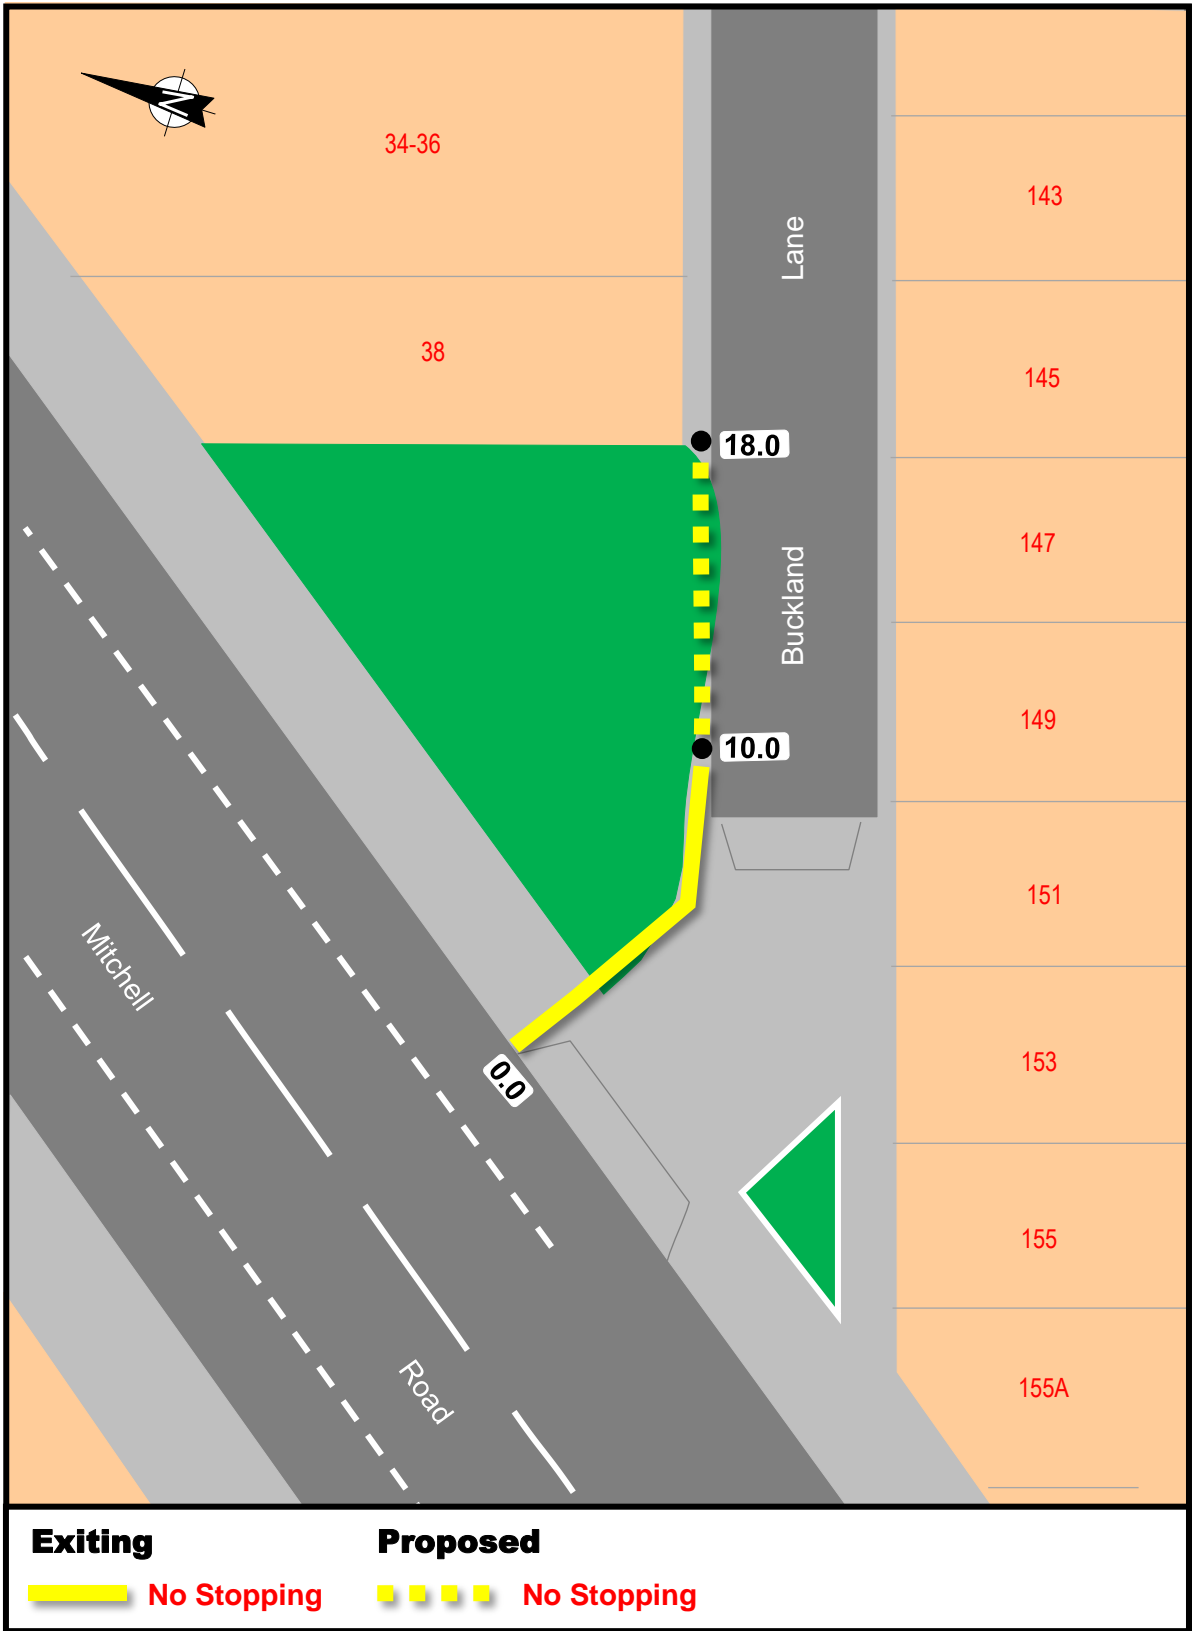 N
34-36
143
Lane
145
38
18.0
147
Buckland
149
10.0
151
Mitchell
0.0
153
155
Road
155A
Exiting
Proposed
No Stopping
No Stopping